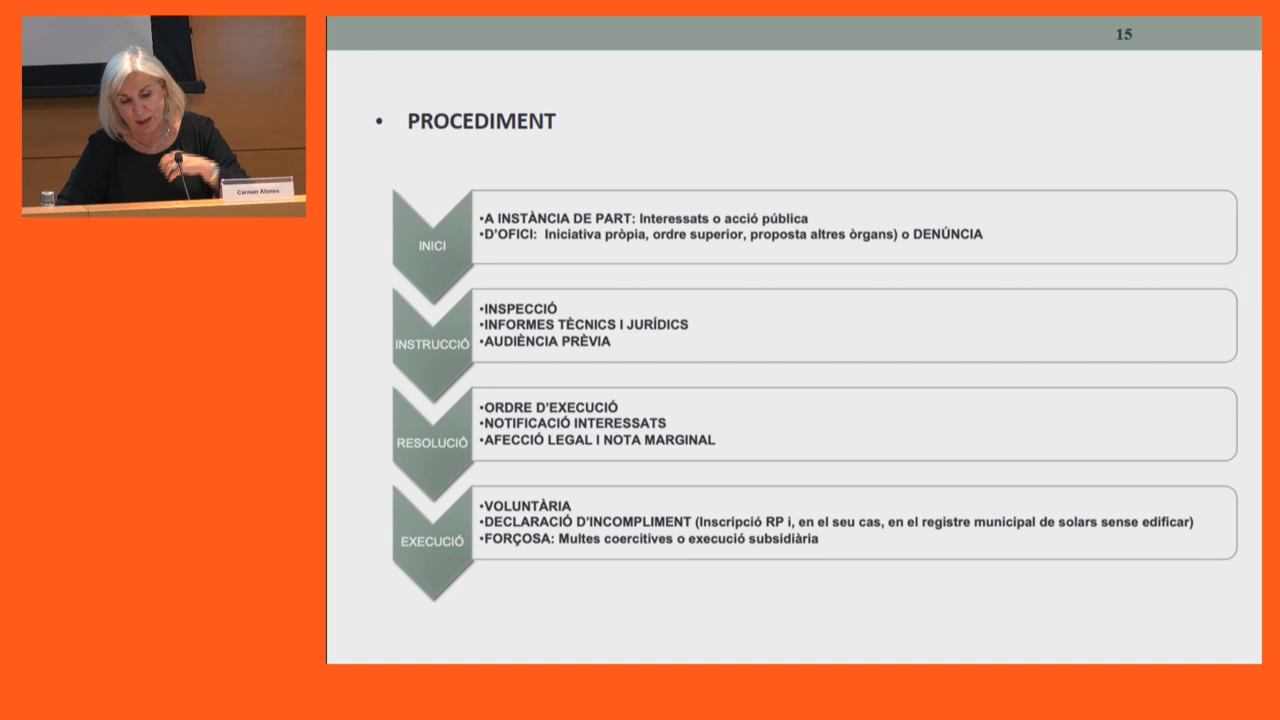 Carmen Alonso
15
• PROCEDIMENT
INICI
•A INSTÀNCIA DE PART: Interessats o acció pública
•D'OFICI: Iniciativa pròpia, ordre superior, proposta altres òrgans) o DENÚNCIA
INSTRUCCIÓ
•INSPECCIÓ
•INFORMES TÈCNICS I JURÍDICS
•AUDIÈNCIA PRÈVIA
RESOLUCIÓ
•ORDRE D'EXECUCIÓ
•NOTIFICACIÓ INTERESSATS
•AFECCIÓ LEGAL I NOTA MARGINAL
EXECUCIÓ
•VOLUNTÀRIA
•DECLARACIÓ D'INCOMPLIMENT (Inscripció RP i, en el seu cas, en el registre municipal de solars sense edificar)
•FORÇOSA: Multes coercitives o execució subsidiària